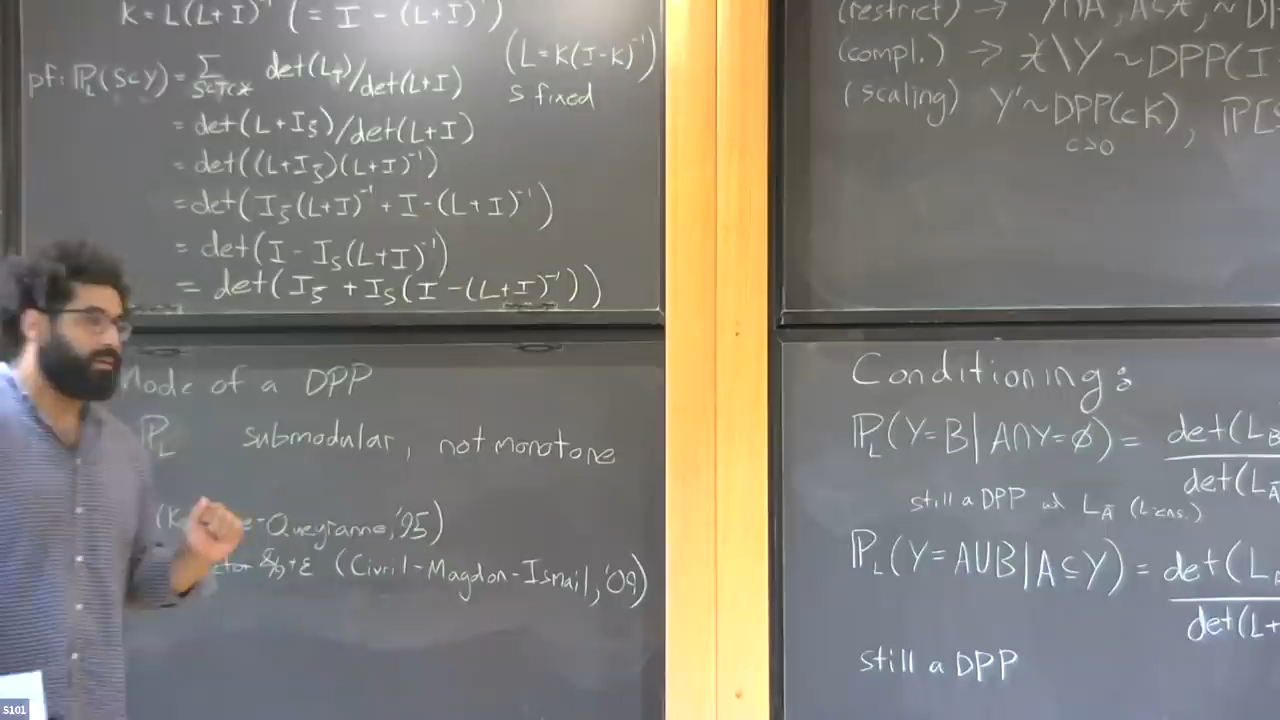 K = L(L+I)⁻¹ (= I - (L+I)⁻¹)
pf: ℙ_L(S⊂Y) = Σ_{S⊂T⊂𝒳} det(L_T)/det(L+I)
(L = K(I-K)⁻¹)
S fixed
= det(L+I_S̄)/det(L+I)
= det((L+I_S̄)(L+I)⁻¹)
= det(I_S̄(L+I)⁻¹ + I-(L+I)⁻¹)
= det(I - I_S(L+I)⁻¹)
= det(I_S̄ + I_S(I-(L+I)⁻¹))
Mode of a DPP
ℙ_L submodular, not monotone
-Queyranne, '95)
+ε (Civril-Magdon-Ismail, '09)
(restrict) → Y∩A, A⊂𝒳, ~
(compl.) → 𝒳\Y ~ DPP(I
(scaling) Y'~DPP(cK), ℙ[S
c>0
Conditioning:
ℙ_L(Y=B|A∩Y=∅) = det(L_B
det(L_Ā
still a DPP w/ L_Ā (L-ens.)
ℙ_L(Y=A∪B|A⊆Y) = det(L_A
det(L+
still a DPP
S101